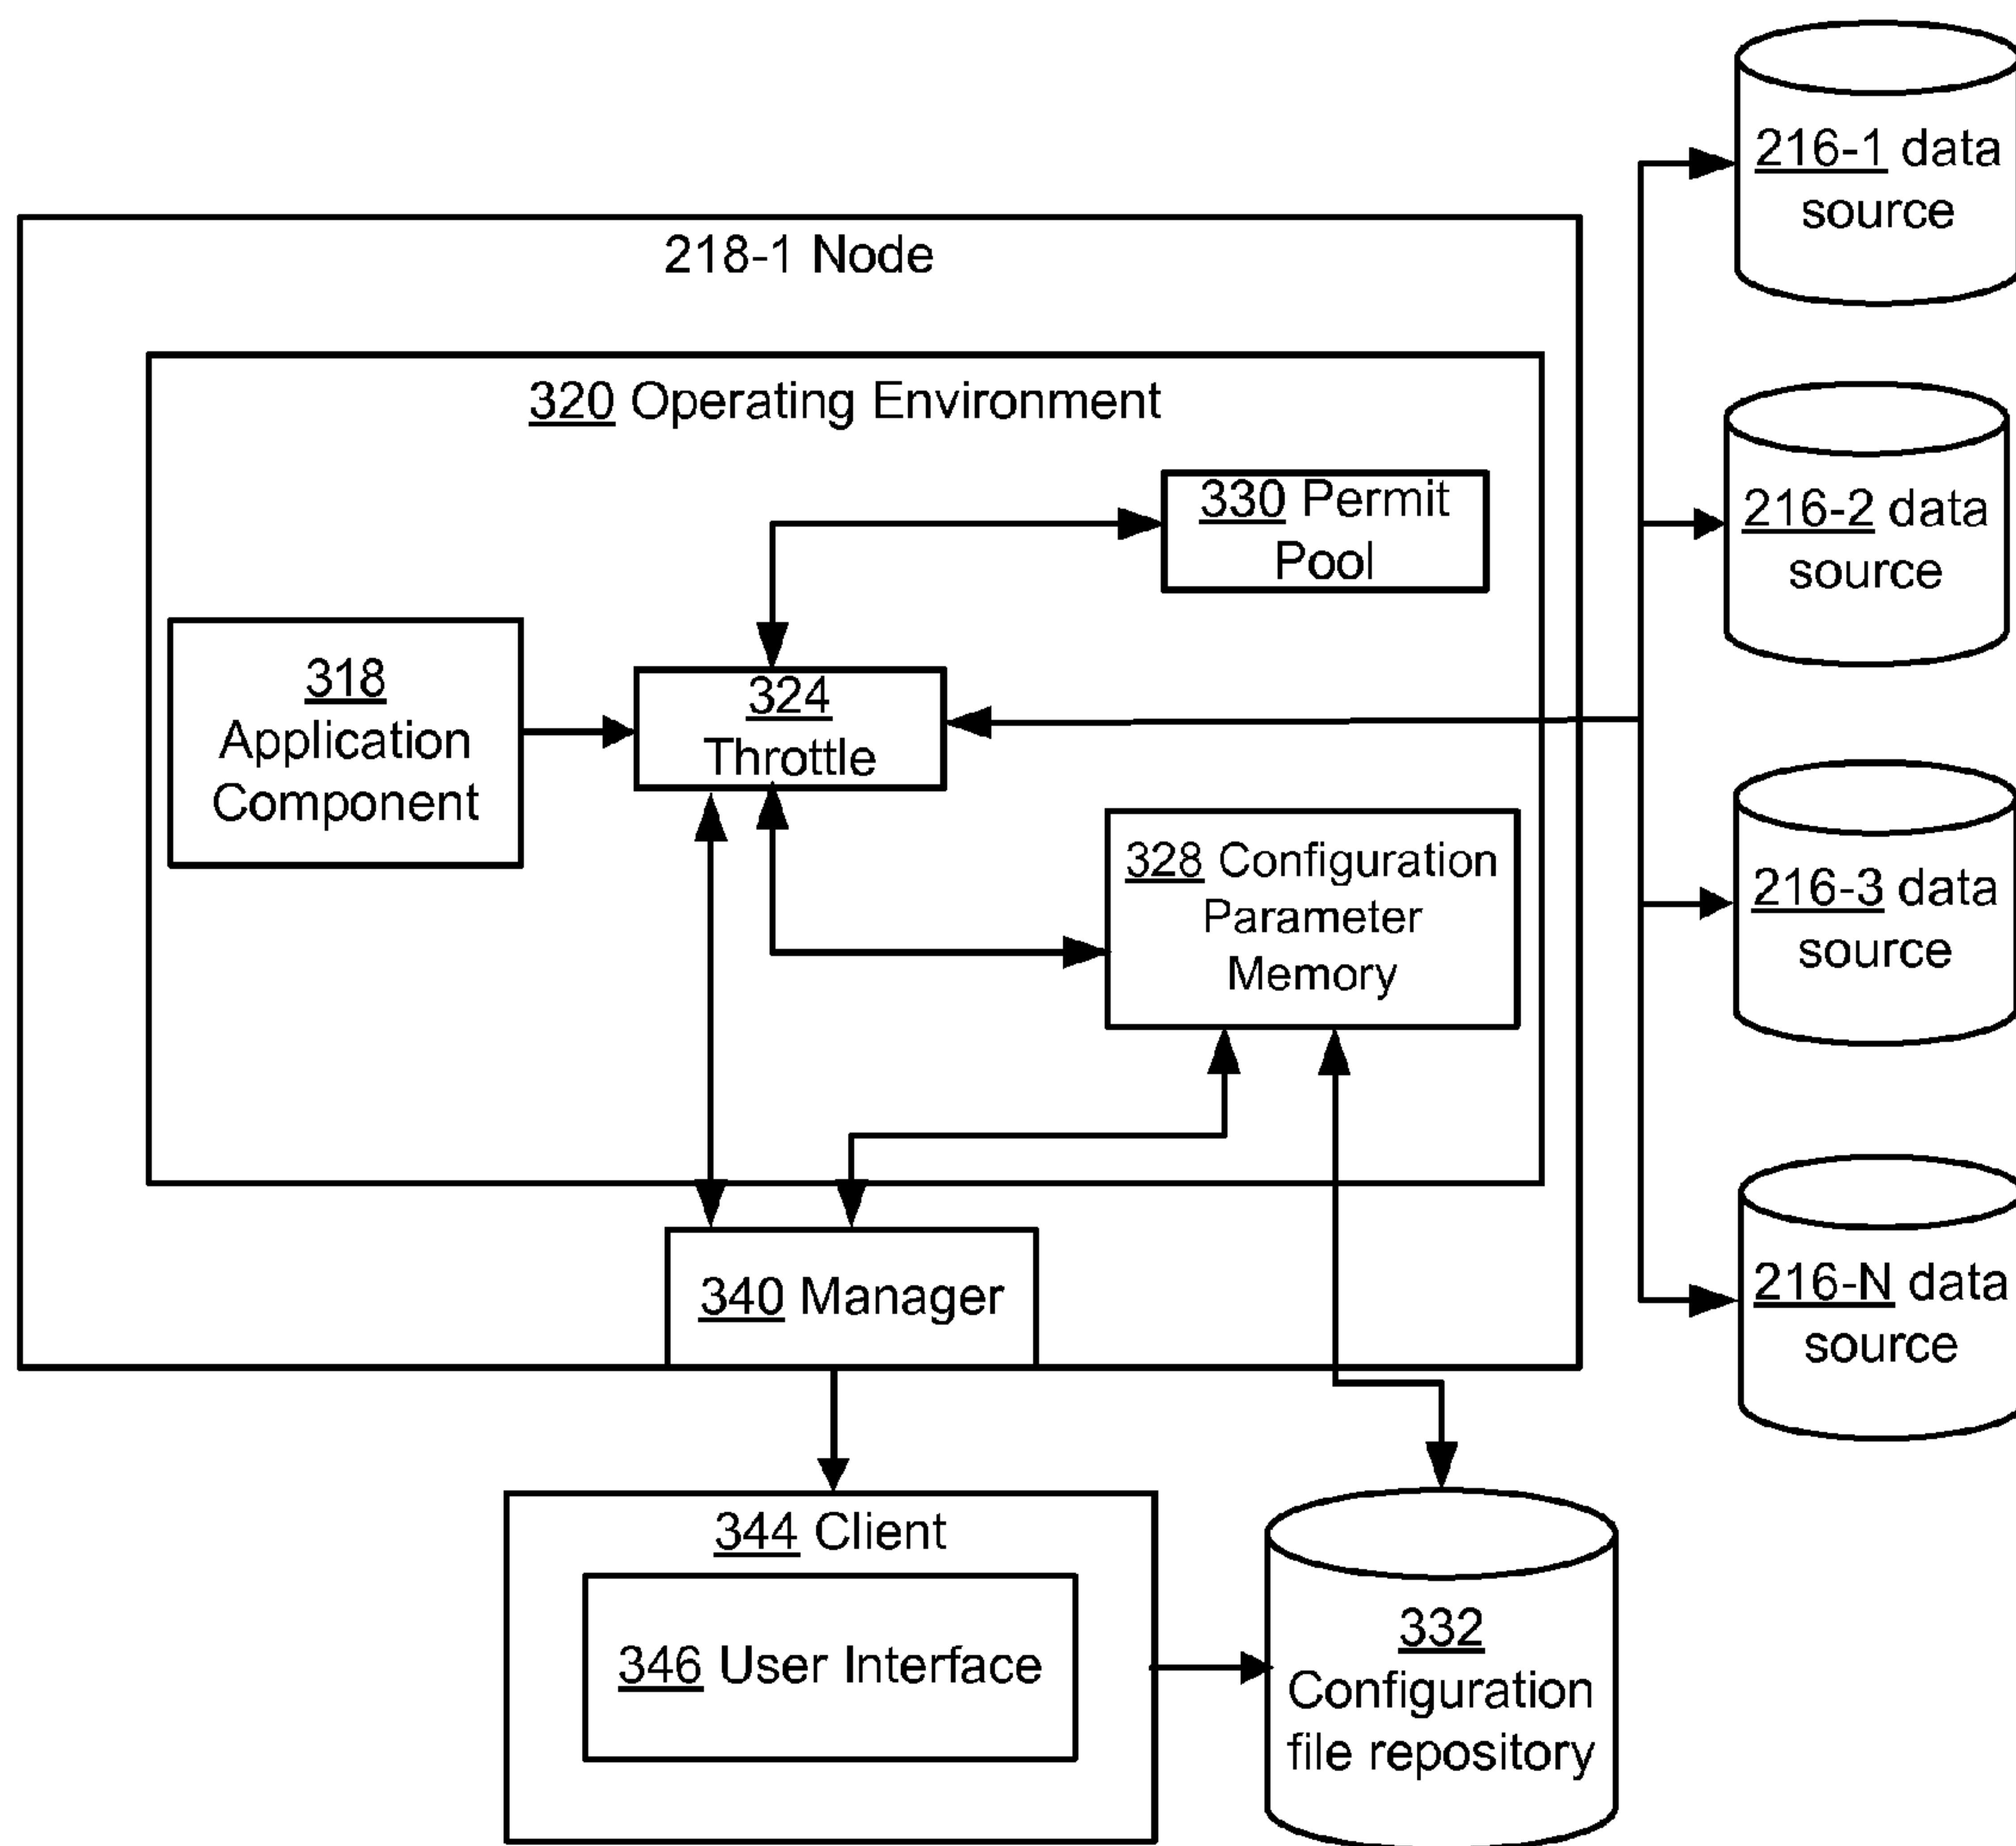 216-1 data
source
218-1 Node
320 Operating Environment
216-2 data
source
330 Permit
Pool
318
Application
Component
324
Throttle
328 Configuration
Parameter
Memory
216-3 data
source
340 Manager
216-N data
source
344 Client
346 User Interface
332
Configuration
file repository